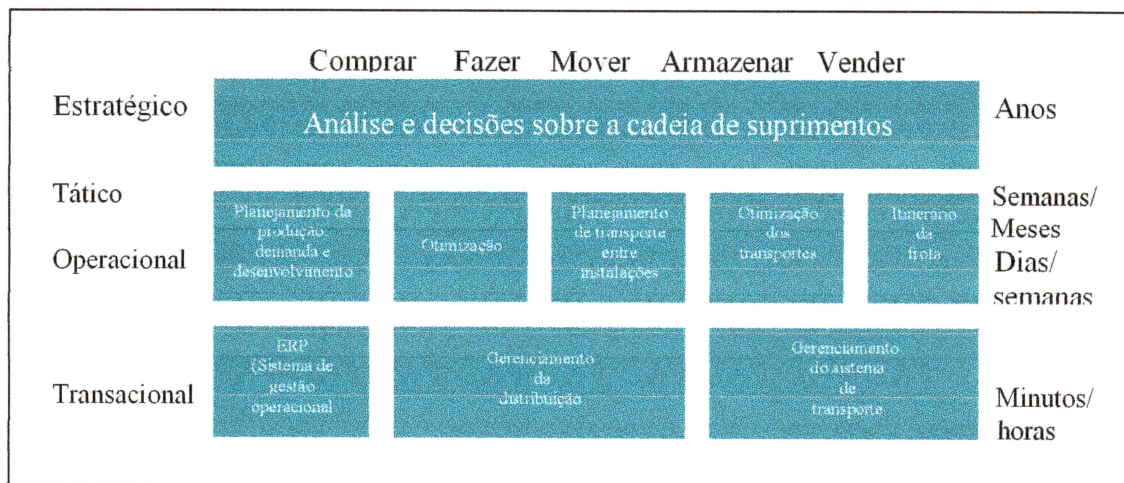 Comprar Fazer Mover Armazenar Vender
Estratégico
Análise e decisões sobre a cadeia de suprimentos
Anos
Tático
Operacional
Planejamento da
produção,
demanda e
desenvolvimento
Otimização
Planejamento
de transporte
entre
instalações
Otimização
dos
transportes
Itinerário
da
frota
Semanas/
Meses
Dias/
semanas
Transacional
ERP
(Sistema de
gestão
operacional
Gerenciamento
da
distribuição
Gerenciamento
do sistema
de
transporte
Minutos/
horas